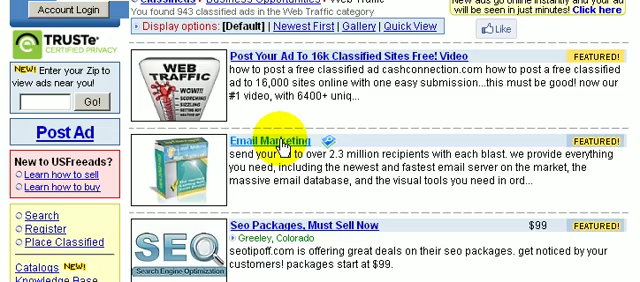 Account Login
Classifieds › Business Opportunities › Web Traffic
You found 943 classified ads in the Web Traffic category
New ads go online instantly and your ad
will be seen in just minutes! Click here
Display options: [Default] | Newest First | Gallery | Quick View
Like
TRUSTe
CERTIFIED PRIVACY
NEW! Enter your Zip to
view ads near you!
Go!
Post Ad
New to USFreeads?
Learn how to sell
Learn how to buy
Search
Register
Place Classified
Catalogs NEW!
Knowledge Base
WEB
TRAFFIC
WOW!!!
Post Your Ad To 16k Classified Sites Free! Video
FEATURED!
how to post a free classified ad cashconnection.com how to post a free classified
ad to 16,000 sites online with one easy submission...this must be good! now our
#1 video, with 6400+ uniq...
Email Marketing
FEATURED!
send your ad to over 2.3 million recipients with each blast. we provide everything
you need, including the newest and fastest email server on the market, the
massive email database, and the visual tools you need in ord...
SEO
Search Engine Optimization
Seo Packages, Must Sell Now
$99
FEATURED!
Greeley, Colorado
seotipoff.com is offering great deals on their seo packages. get noticed by your
customers! packages start at $99.